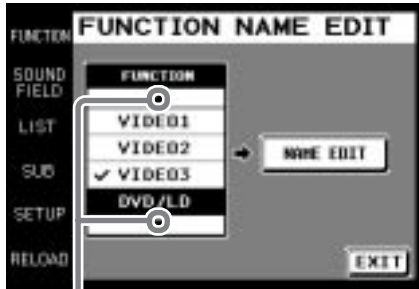 FUNCTION NAME EDIT
FUNCTION
SOUND
FIELD
LIST
SUB
SETUP
RELOAD
FUNCTION
VIDEO1
VIDEO2
✓ VIDEO3
DVD/LD
➔ NAME EDIT
EXIT